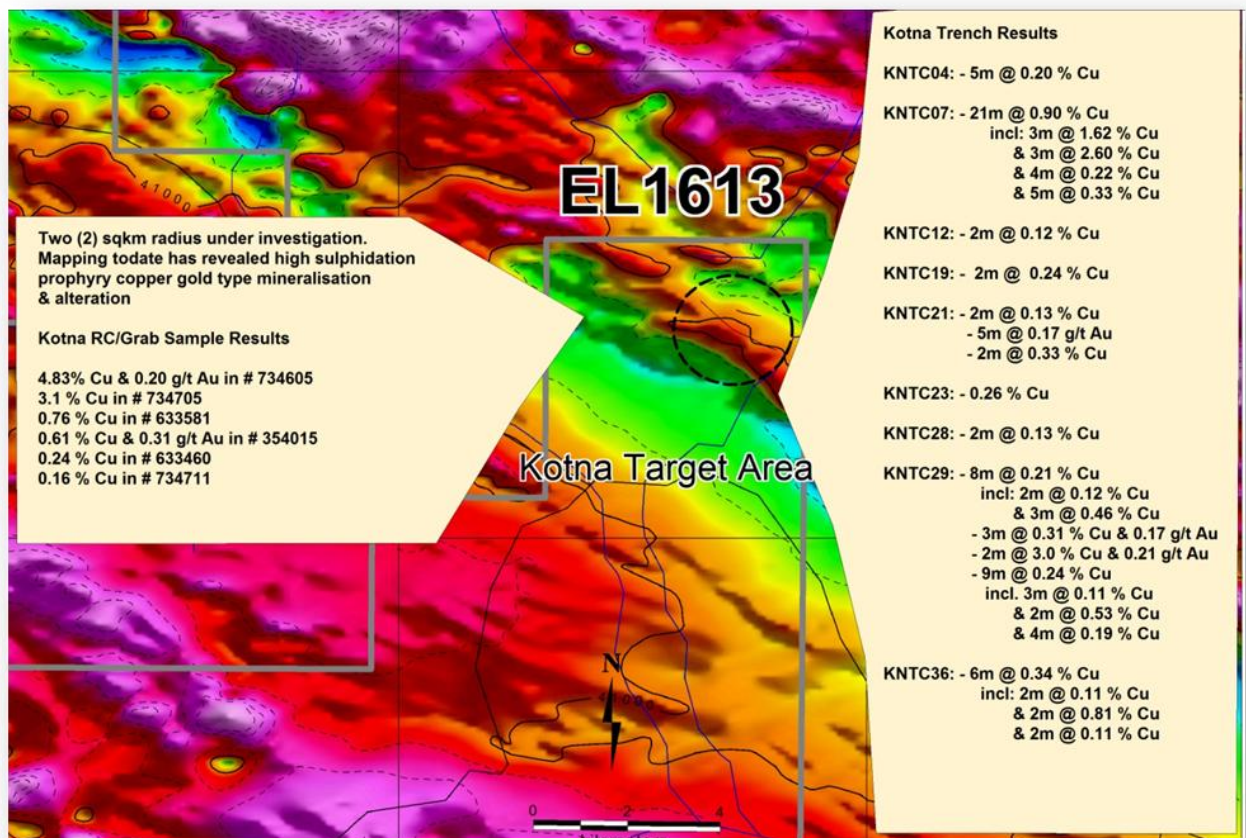 Kotna Trench Results
KNTC04: - 5m @ 0.20 % Cu
KNTC07: - 21m @ 0.90 % Cu
incl: 3m @ 1.62 % Cu
& 3m @ 2.60 % Cu
& 4m @ 0.22 % Cu
& 5m @ 0.33 % Cu
KNTC12: - 2m @ 0.12 % Cu
KNTC19: - 2m @ 0.24 % Cu
KNTC21: - 2m @ 0.13 % Cu
- 5m @ 0.17 g/t Au
- 2m @ 0.33 % Cu
KNTC23: - 0.26 % Cu
KNTC28: - 2m @ 0.13 % Cu
KNTC29: - 8m @ 0.21 % Cu
incl: 2m @ 0.12 % Cu
& 3m @ 0.46 % Cu
- 3m @ 0.31 % Cu & 0.17 g/t Au
- 2m @ 3.0 % Cu & 0.21 g/t Au
- 9m @ 0.24 % Cu
incl. 3m @ 0.11 % Cu
& 2m @ 0.53 % Cu
& 4m @ 0.19 % Cu
KNTC36: - 6m @ 0.34 % Cu
incl: 2m @ 0.11 % Cu
& 2m @ 0.81 % Cu
& 2m @ 0.11 % Cu
EL1613
41000
Two (2) sqkm radius under investigation.
Mapping todate has revealed high sulphidation
prophyry copper gold type mineralisation
& alteration
Kotna RC/Grab Sample Results
4.83% Cu & 0.20 g/t Au in # 734605
3.1 % Cu in # 734705
0.76 % Cu in # 633581
0.61 % Cu & 0.31 g/t Au in # 354015
0.24 % Cu in # 633460
0.16 % Cu in # 734711
Kotna Target Area
N
41000
0 2 4